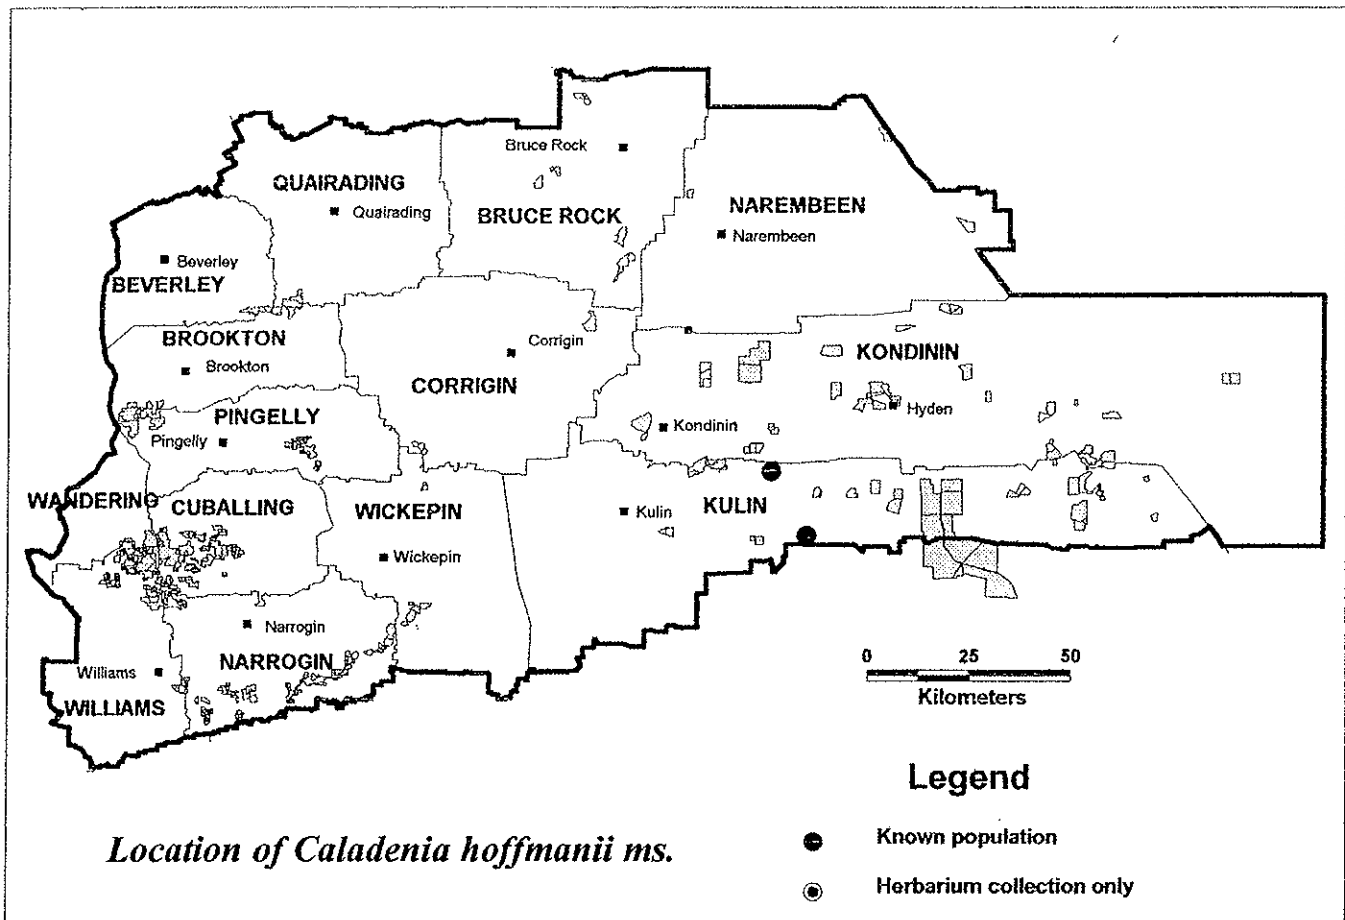 Bruce Rock
QUAIRADING
Quairading
BRUCE ROCK
NAREMBEEN
Narembeen
Beverley
BEVERLEY
BROOKTON
Brookton
Corrigin
CORRIGIN
KONDININ
Hyden
PINGELLY
Pingelly
Kondinin
WANDERING
CUBALLING
WICKEPIN
Wickepin
Kulin
KULIN
Narrogin
NARROGIN
Williams
WILLIAMS
0 25 50
Kilometers
Legend
Known population
Herbarium collection only
Location of Caladenia hoffmanii ms.